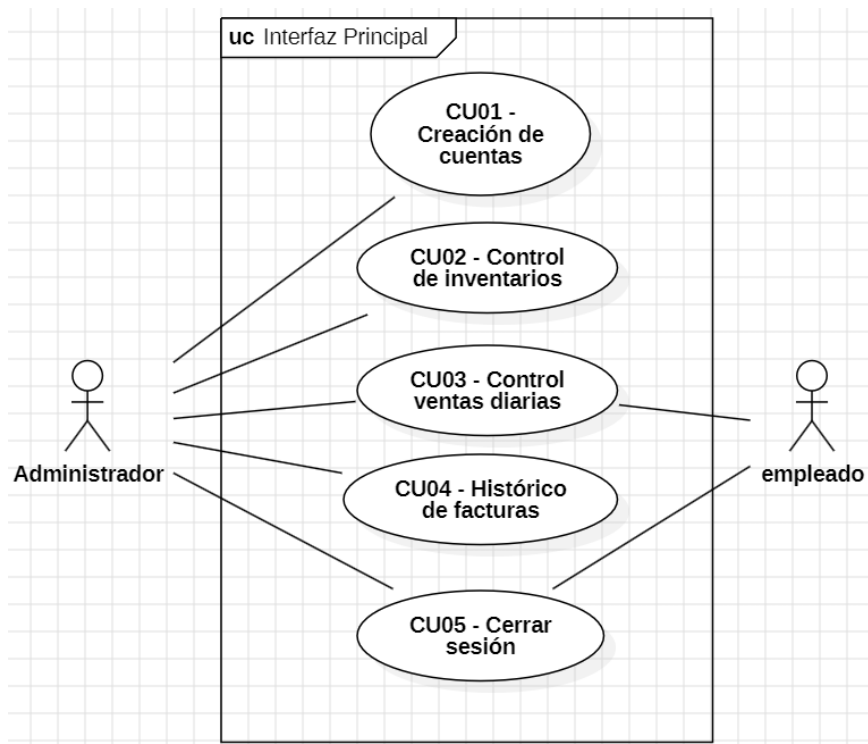 uc Interfaz Principal
CU01 -
Creación de
cuentas
CU02 - Control
de inventarios
CU03 - Control
ventas diarias
Administrador
empleado
CU04 - Histórico
de facturas
CU05 - Cerrar
sesión